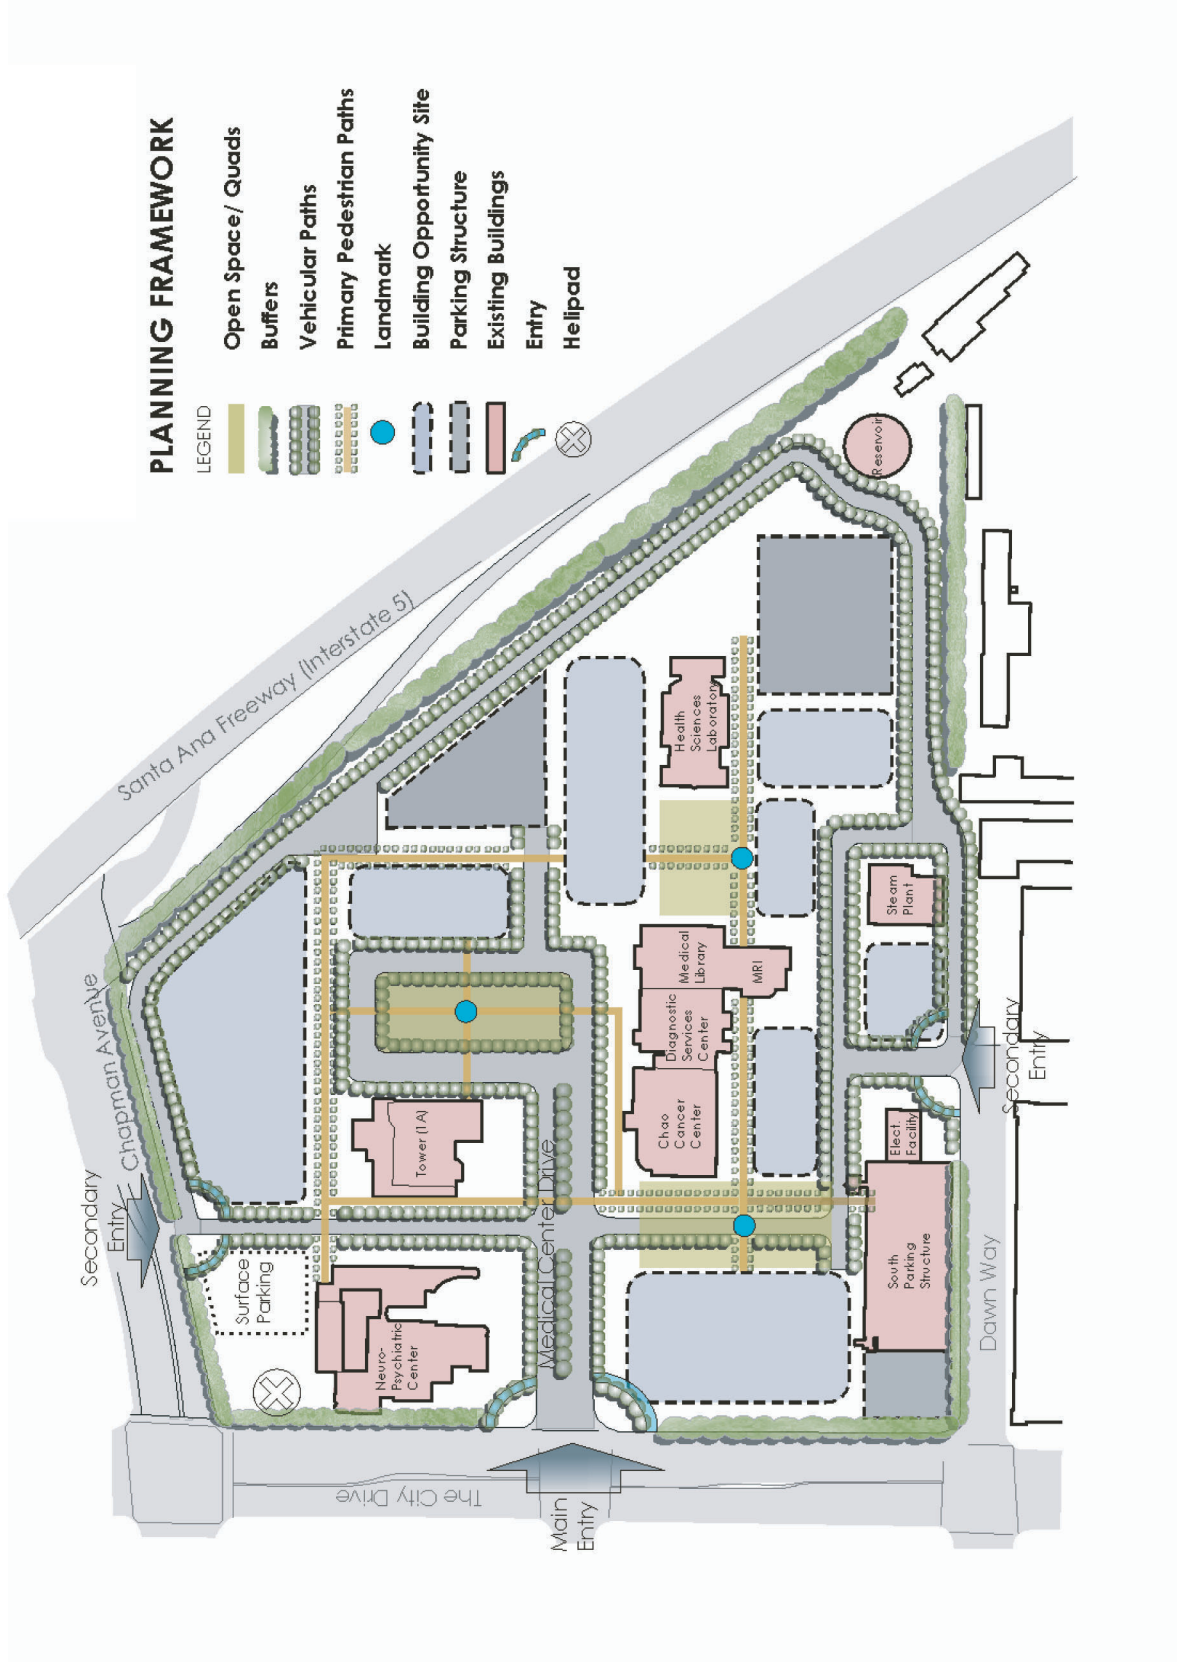 PLANNING FRAMEWORK
LEGEND
Open Space/ Quads
Buffers
Vehicular Paths
Primary Pedestrian Paths
Landmark
Building Opportunity Site
Parking Structure
Existing Buildings
Entry
Helipad
Santa Ana Freeway (Interstate 5)
Chapman Avenue
Secondary
Entry
Surface
Parking
Neuro-
Psychiatric
Center
Tower (1A)
Medical Center Drive
The City Drive
Main
Entry
Chao
Cancer
Center
Diagnostic
Services
Center
Medical
Library
MRI
Health
Sciences
Laboratory
Reservoir
Steam
Plant
Secondary
Entry
Elect.
Facility
South
Parking
Structure
Dawn Way